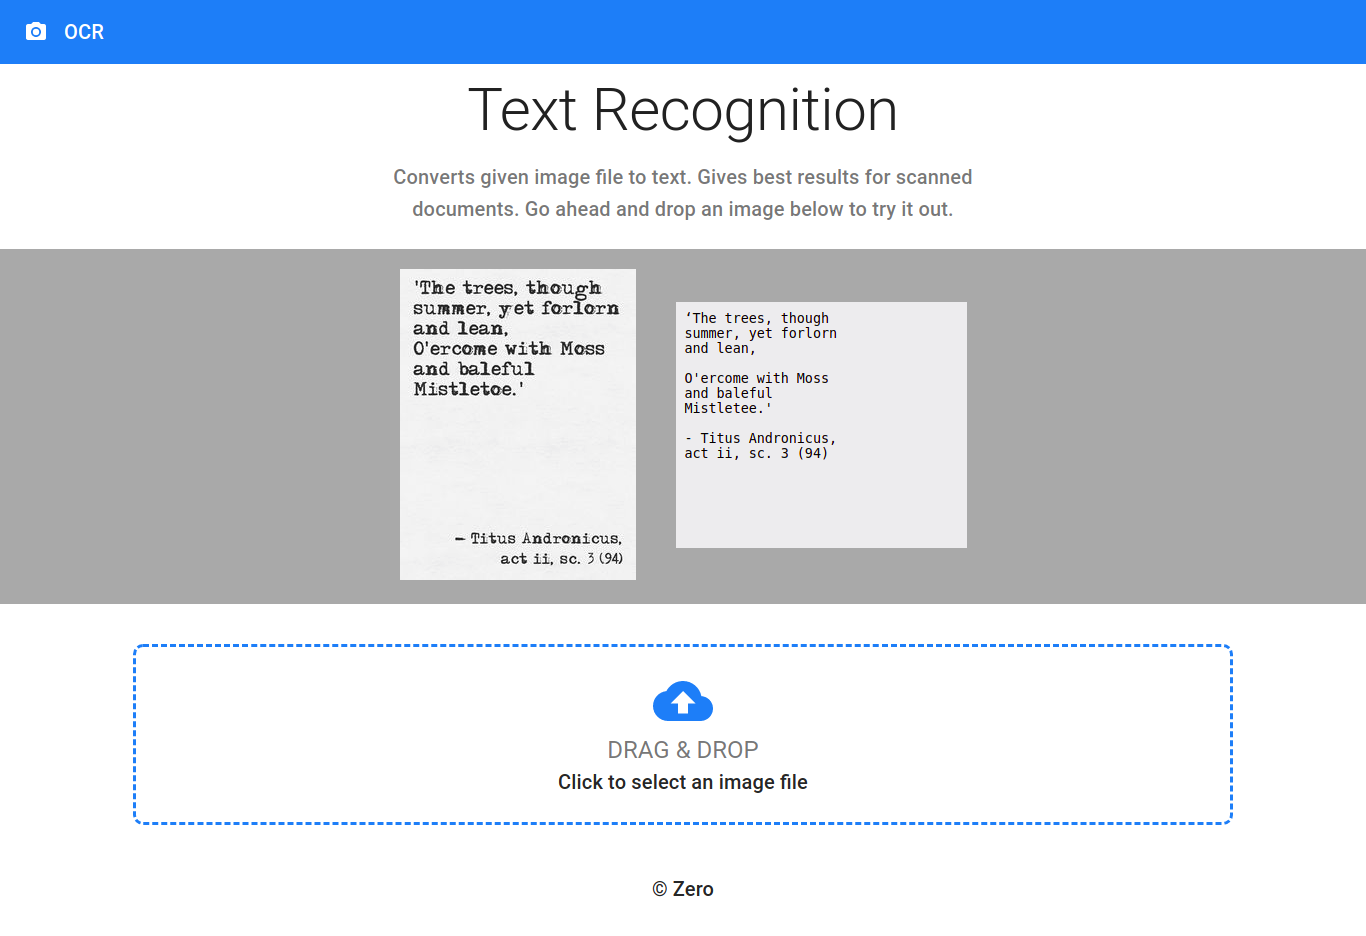 OCR
Text Recognition
Converts given image file to text. Gives best results for scanned
documents. Go ahead and drop an image below to try it out.
'The trees, though
summer, yet forlorn
and lean,
O'ercome with Moss
and baleful
Mistletoe.'
– Titus Andronicus,
act ii, sc. 3 (94)
‘The trees, though
summer, yet forlorn
and lean,
O'ercome with Moss
and baleful
Mistletee.'
- Titus Andronicus,
act ii, sc. 3 (94)
DRAG & DROP
Click to select an image file
© Zero